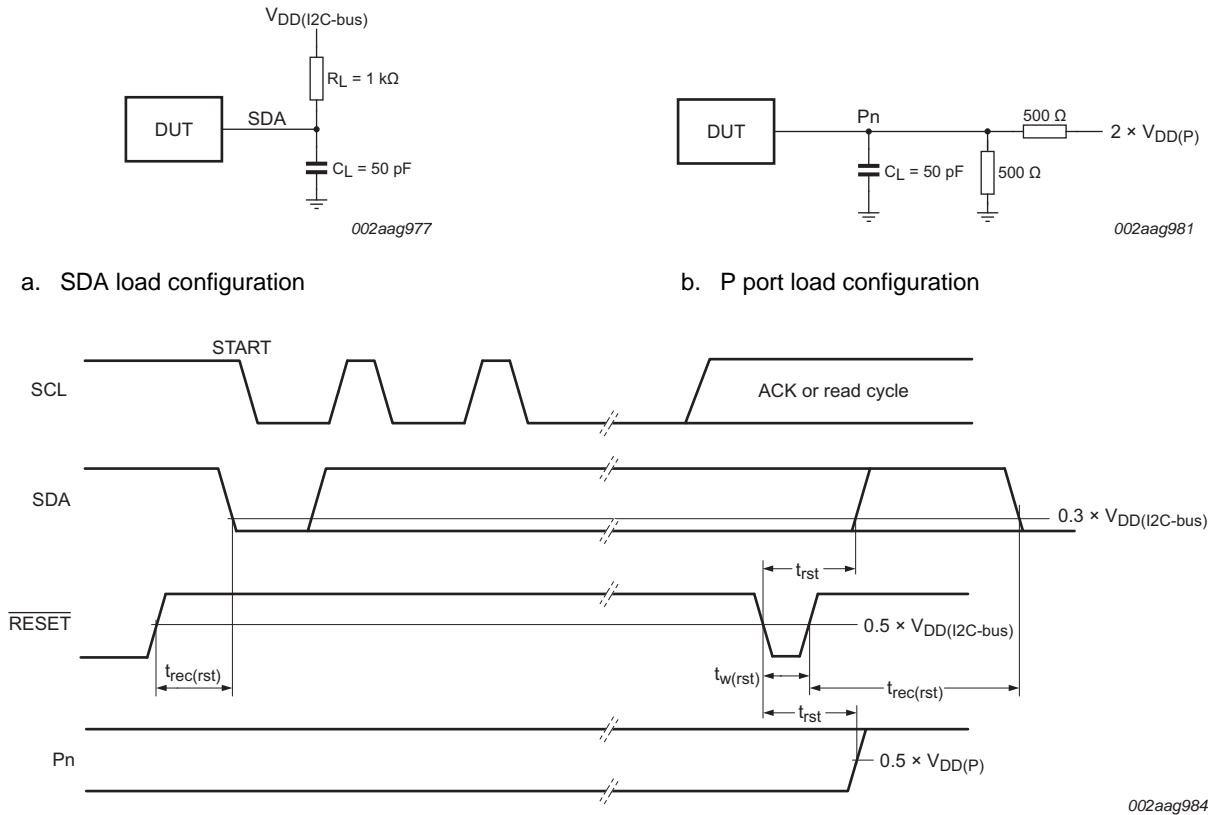 VDD(I2C-bus)
RL = 1 kΩ
DUT
SDA
CL = 50 pF
002aag977
a. SDA load configuration
DUT
Pn
500 Ω
2 × VDD(P)
CL = 50 pF
500 Ω
002aag981
b. P port load configuration
START
SCL
ACK or read cycle
SDA
0.3 × VDD(I2C-bus)
trst
RESET
0.5 × VDD(I2C-bus)
trec(rst)
tw(rst)
trec(rst)
trst
Pn
0.5 × VDD(P)
002aag984